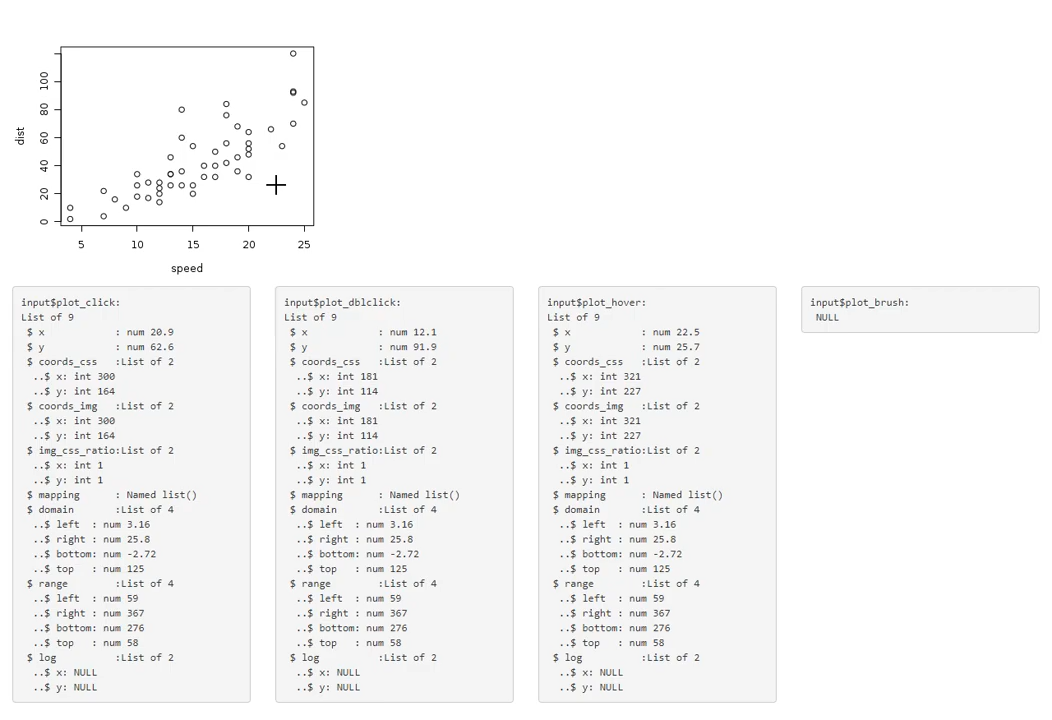 100
80
60
40
20
0
dist
5 10 15 20 25
speed
input$plot_click:
List of 9
$ x : num 20.9
$ y : num 62.6
$ coords_css :List of 2
..$ x: int 300
..$ y: int 164
$ coords_img :List of 2
..$ x: int 300
..$ y: int 164
$ img_css_ratio:List of 2
..$ x: int 1
..$ y: int 1
$ mapping : Named list()
$ domain :List of 4
..$ left : num 3.16
..$ right : num 25.8
..$ bottom: num -2.72
..$ top : num 125
$ range :List of 4
..$ left : num 59
..$ right : num 367
..$ bottom: num 276
..$ top : num 58
$ log :List of 2
..$ x: NULL
..$ y: NULL
input$plot_dblclick:
List of 9
$ x : num 12.1
$ y : num 91.9
$ coords_css :List of 2
..$ x: int 181
..$ y: int 114
$ coords_img :List of 2
..$ x: int 181
..$ y: int 114
$ img_css_ratio:List of 2
..$ x: int 1
..$ y: int 1
$ mapping : Named list()
$ domain :List of 4
..$ left : num 3.16
..$ right : num 25.8
..$ bottom: num -2.72
..$ top : num 125
$ range :List of 4
..$ left : num 59
..$ right : num 367
..$ bottom: num 276
..$ top : num 58
$ log :List of 2
..$ x: NULL
..$ y: NULL
input$plot_hover:
List of 9
$ x : num 22.5
$ y : num 25.7
$ coords_css :List of 2
..$ x: int 321
..$ y: int 227
$ coords_img :List of 2
..$ x: int 321
..$ y: int 227
$ img_css_ratio:List of 2
..$ x: int 1
..$ y: int 1
$ mapping : Named list()
$ domain :List of 4
..$ left : num 3.16
..$ right : num 25.8
..$ bottom: num -2.72
..$ top : num 125
$ range :List of 4
..$ left : num 59
..$ right : num 367
..$ bottom: num 276
..$ top : num 58
$ log :List of 2
..$ x: NULL
..$ y: NULL
input$plot_brush:
NULL